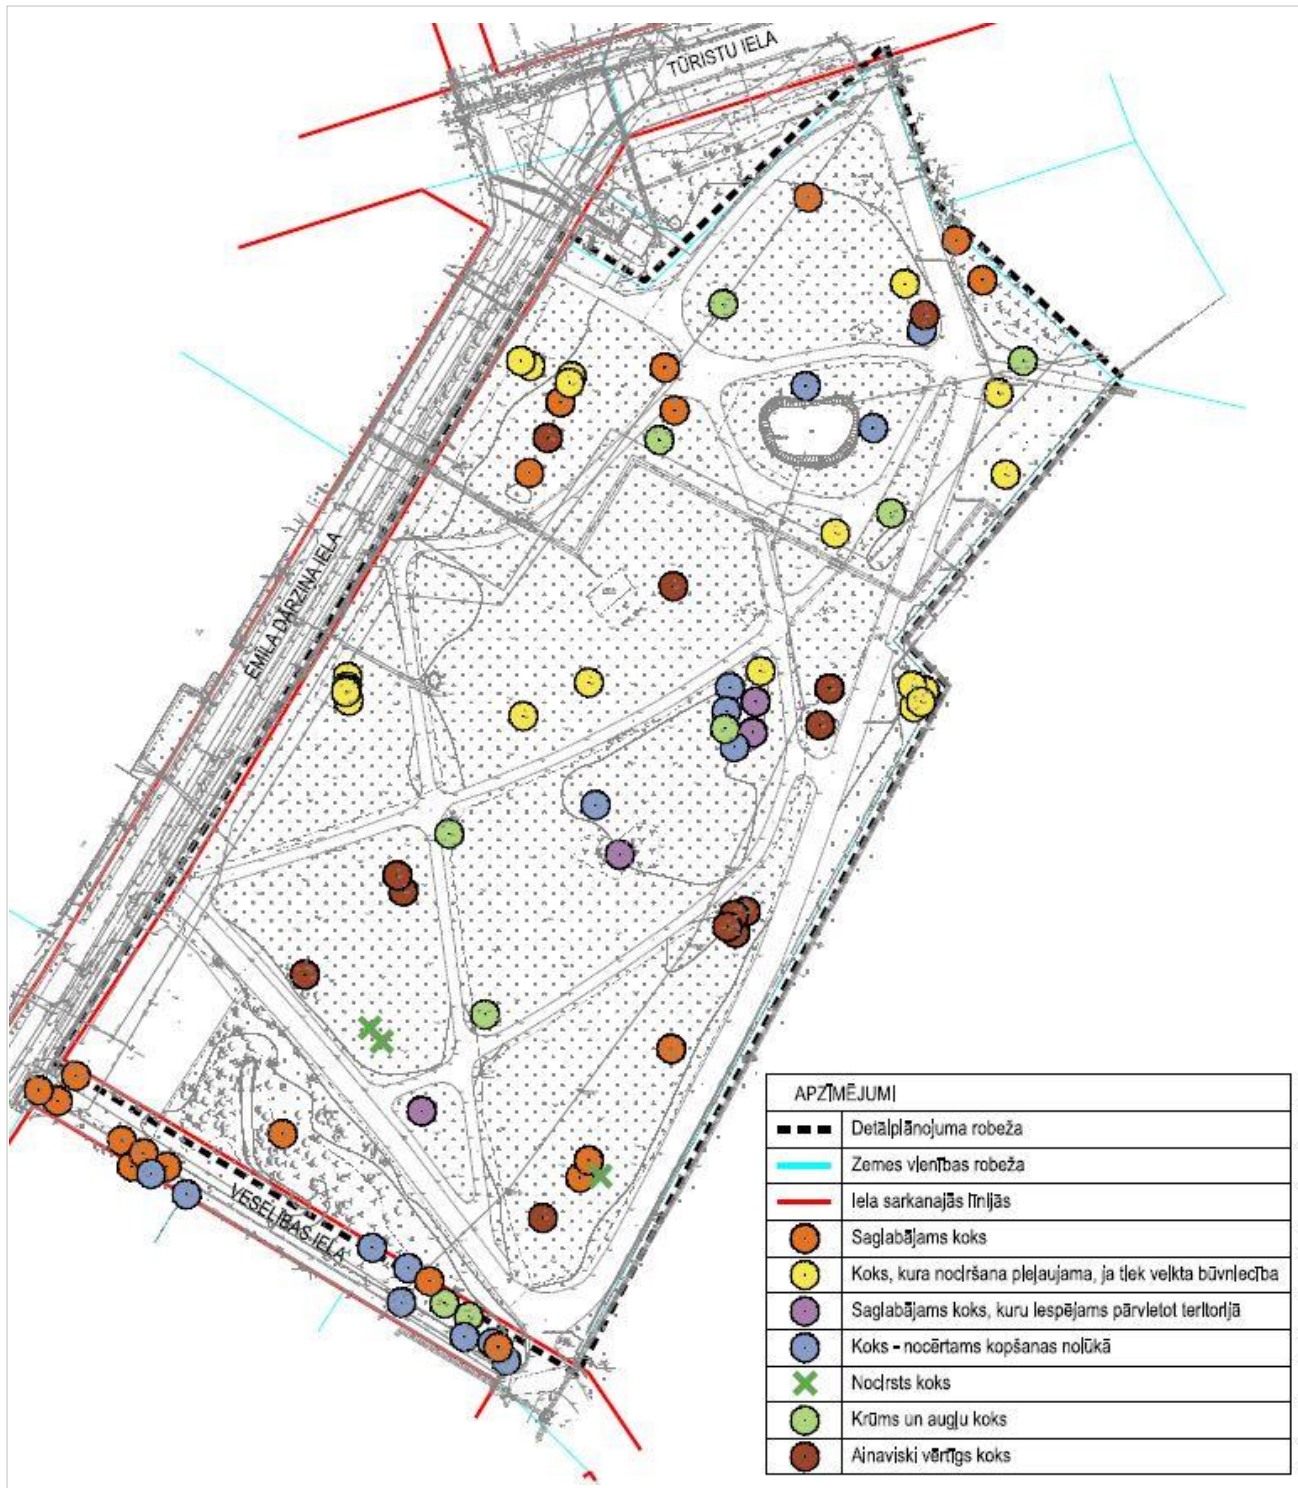 TŪRISTU IELA
EMĪLA DĀRZIŅA IELA
VESELĪBAS IELA
APZĪMĒJUMI
Detālplānojuma robeža
Zemes vienības robeža
Iela sarkanajās līnijās
Saglabājams koks
Koks, kura nociršana pieļaujama, ja tiek veikta būvniecība
Saglabājams koks, kuru iespējams pārvietot teritorijā
Koks - nocērtams kopšanas nolūkā
Nocirsts koks
Krūms un augļu koks
Ainaviski vērtīgs koks